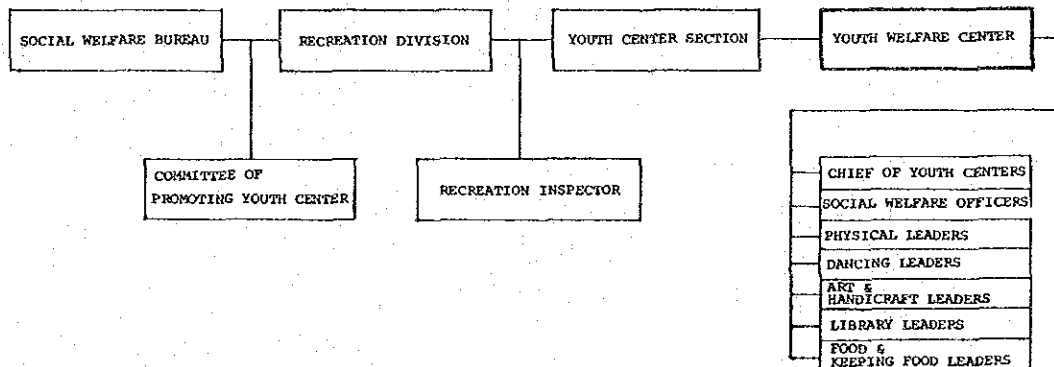 SOCIAL WELFARE BUREAU
RECREATION DIVISION
YOUTH CENTER SECTION
YOUTH WELFARE CENTER
COMMITTEE OF
PROMOTING YOUTH CENTER
RECREATION INSPECTOR
CHIEF OF YOUTH CENTERS
SOCIAL WELFARE OFFICERS
PHYSICAL LEADERS
DANCING LEADERS
ART &
HANDICRAFT LEADERS
LIBRARY LEADERS
FOOD &
KEEPING FOOD LEADERS